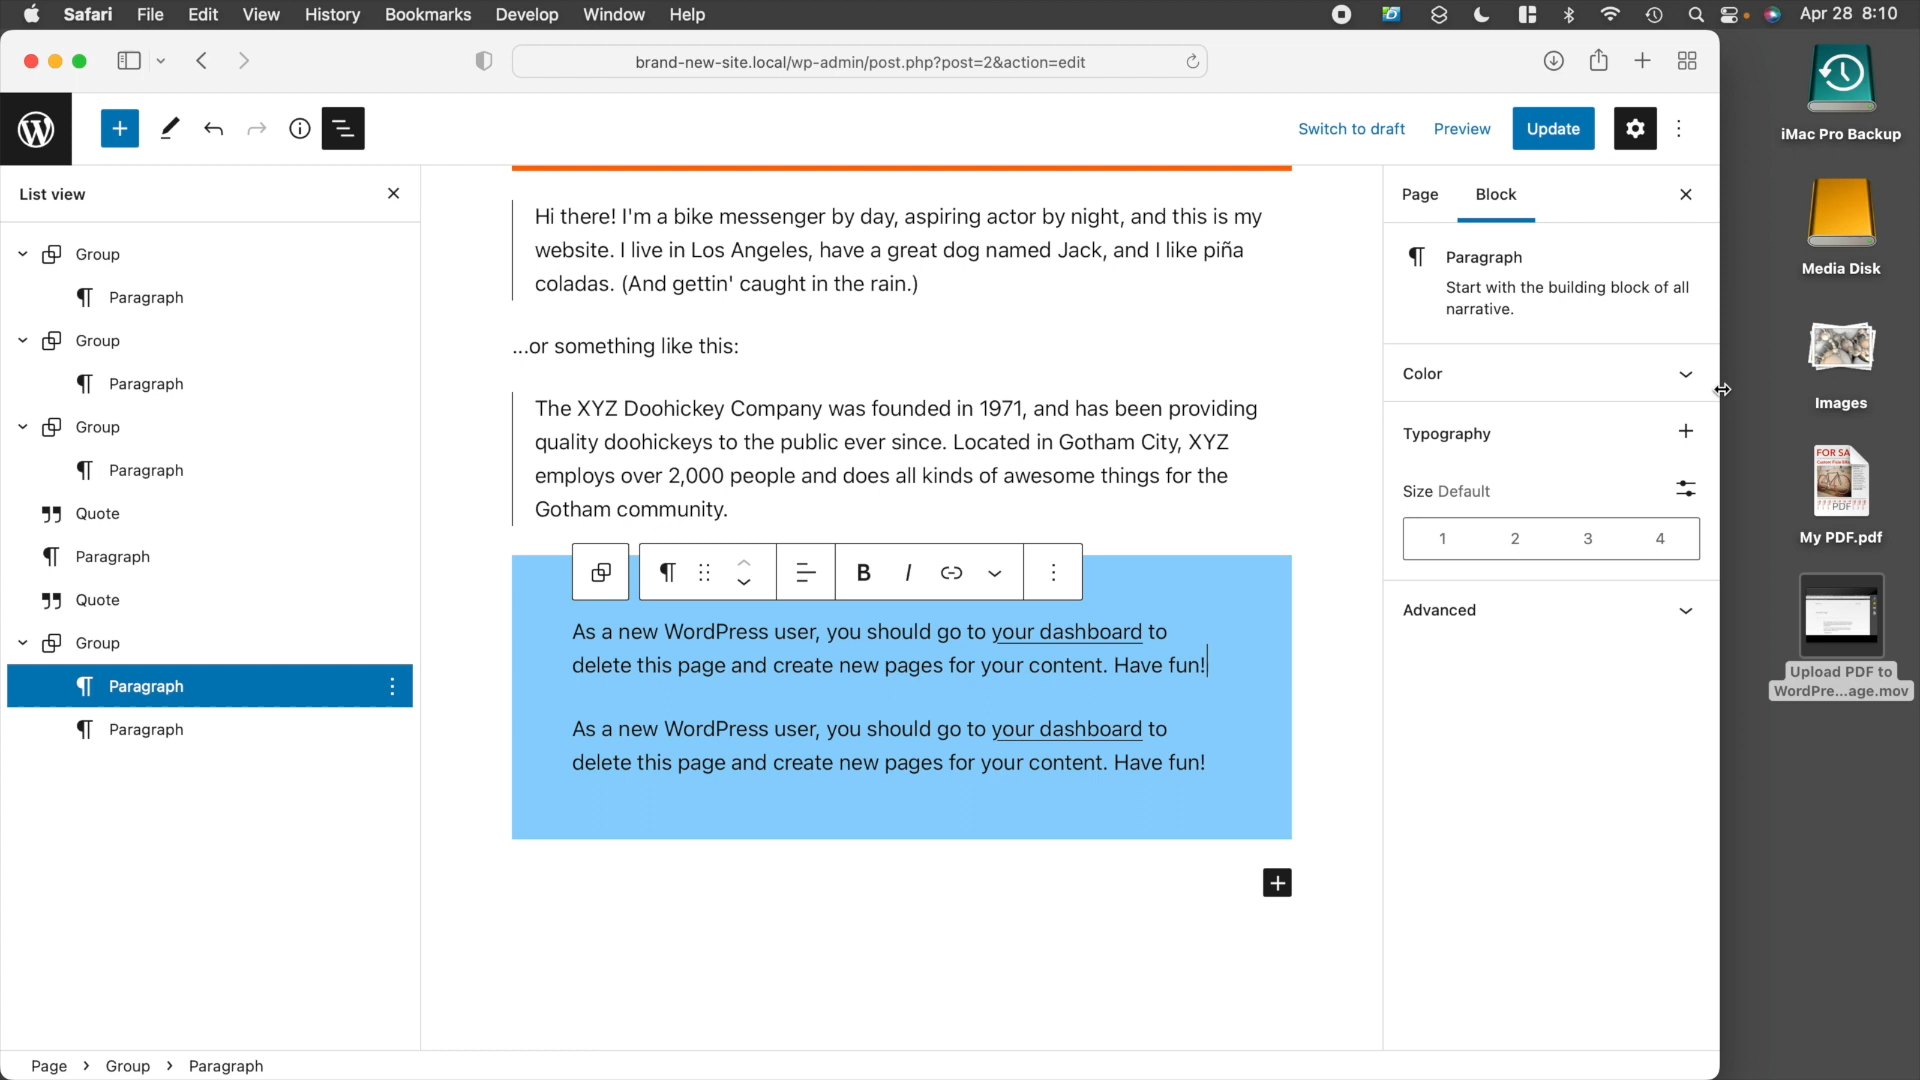 Safari File Edit View History Bookmarks Develop Window Help Apr 28 8:10
brand-new-site.local/wp-admin/post.php?post=2&action=edit
Switch to draft Preview Update
List view
Group
Paragraph
Group
Paragraph
Group
Paragraph
Quote
Paragraph
Quote
Group
Paragraph
Paragraph
Hi there! I'm a bike messenger by day, aspiring actor by night, and this is my
website. I live in Los Angeles, have a great dog named Jack, and I like piña
coladas. (And gettin' caught in the rain.)
...or something like this:
The XYZ Doohickey Company was founded in 1971, and has been providing
quality doohickeys to the public ever since. Located in Gotham City, XYZ
employs over 2,000 people and does all kinds of awesome things for the
Gotham community.
B I
As a new WordPress user, you should go to your dashboard to
delete this page and create new pages for your content. Have fun!
As a new WordPress user, you should go to your dashboard to
delete this page and create new pages for your content. Have fun!
Page Block
Paragraph
Start with the building block of all
narrative.
Color
Typography
Size Default
1 2 3 4
Advanced
Page > Group > Paragraph
iMac Pro Backup
Media Disk
Images
FOR SA
PDF
My PDF.pdf
Upload PDF to
WordPre...age.mov